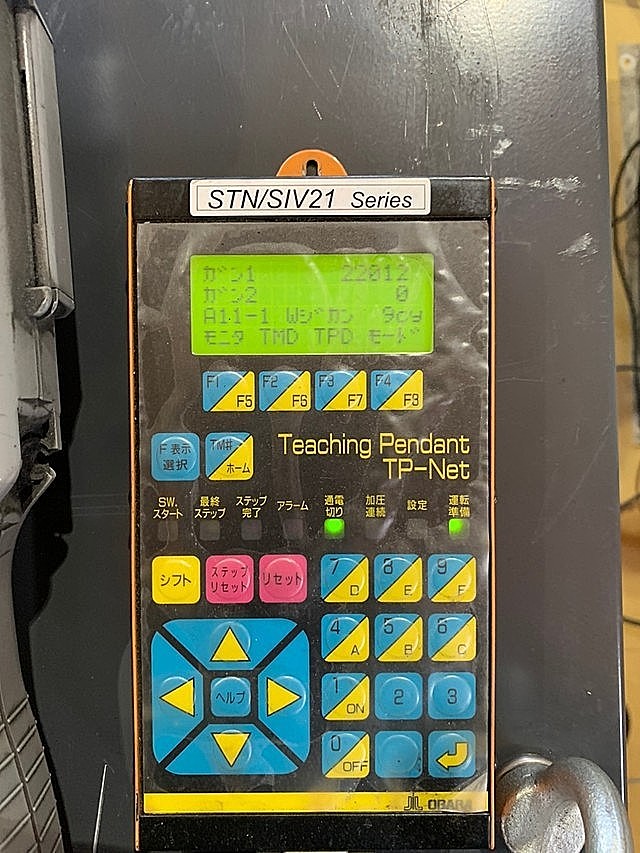 STN/SIV21 Series
ガン1 22012
ガン2 0
A11-1 Wジカン 9cy
モニタ TMD TPD モード
F1 F5 F2 F6 F3 F7 F4 F8
F表示選択 TM# ホーム
Teaching Pendant
TP-Net
SW.スタート 最終ステップ ステップ完了 アラーム 通電切り 加圧連続 設定 運転準備
シフト ステップリセット リセット 7 D 8 E 9 F
4 A 5 B 6 C
ヘルプ 1 ON 2 3
0 OFF
OBARA